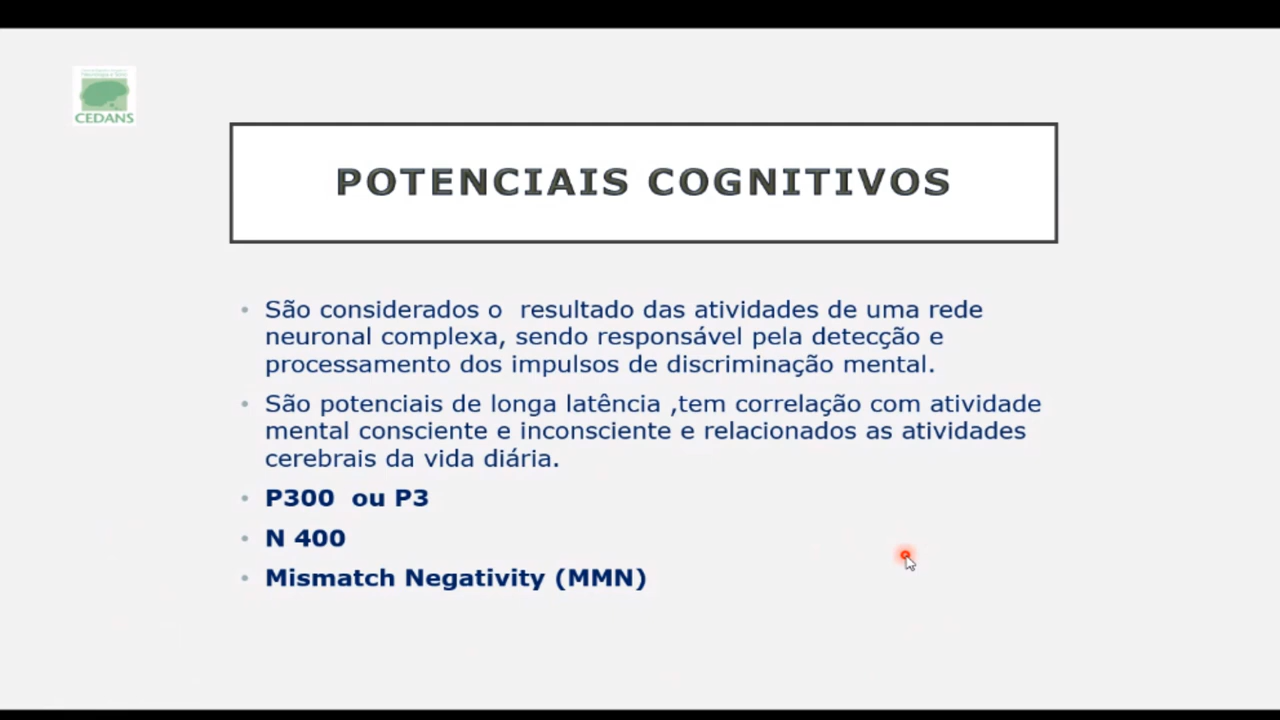 CEDANS
POTENCIAIS COGNITIVOS
• São considerados o resultado das atividades de uma rede
neuronal complexa, sendo responsável pela detecção e
processamento dos impulsos de discriminação mental.
• São potenciais de longa latência ,tem correlação com atividade
mental consciente e inconsciente e relacionados as atividades
cerebrais da vida diária.
• P300 ou P3
• N 400
• Mismatch Negativity (MMN)